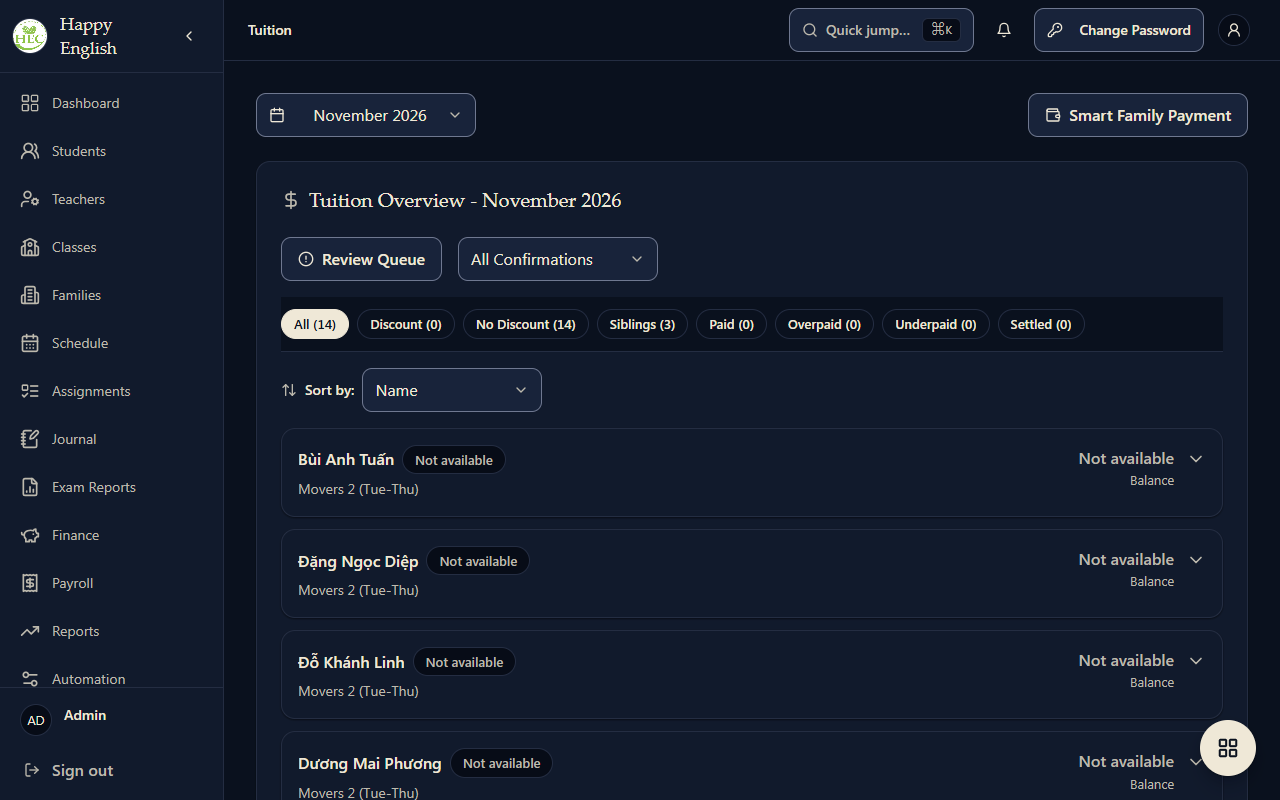 HEC
Happy
English
Dashboard
Students
Teachers
Classes
Families
Schedule
Assignments
Journal
Exam Reports
Finance
Payroll
Reports
Automation
AD
Admin
Sign out
Tuition
Quick jump... ⌘K
Change Password
November 2026
Smart Family Payment
Tuition Overview - November 2026
Review Queue
All Confirmations
All (14)
Discount (0)
No Discount (14)
Siblings (3)
Paid (0)
Overpaid (0)
Underpaid (0)
Settled (0)
Sort by:
Name
Bùi Anh Tuấn
Not available
Movers 2 (Tue-Thu)
Not available
Balance
Đặng Ngọc Diệp
Not available
Movers 2 (Tue-Thu)
Not available
Balance
Đỗ Khánh Linh
Not available
Movers 2 (Tue-Thu)
Not available
Balance
Dương Mai Phương
Not available
Movers 2 (Tue-Thu)
Not available
Balance